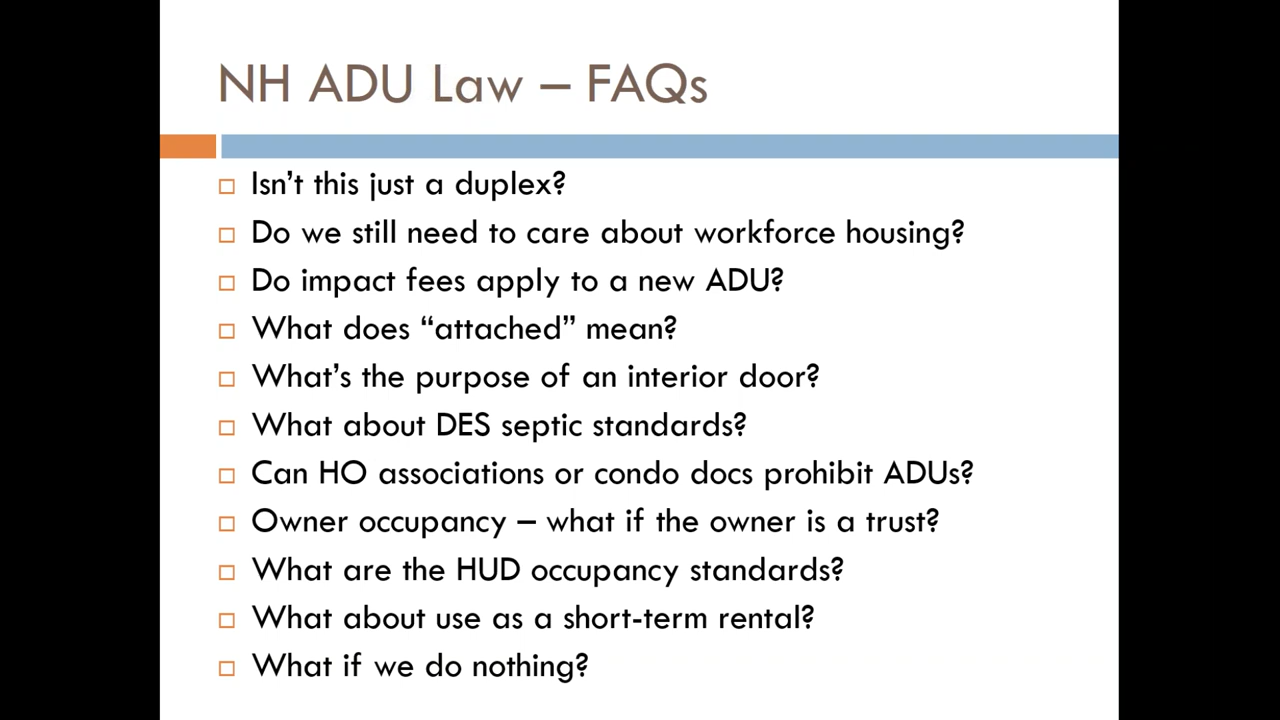 NH ADU Law – FAQs
Isn’t this just a duplex?
Do we still need to care about workforce housing?
Do impact fees apply to a new ADU?
What does “attached” mean?
What’s the purpose of an interior door?
What about DES septic standards?
Can HO associations or condo docs prohibit ADUs?
Owner occupancy – what if the owner is a trust?
What are the HUD occupancy standards?
What about use as a short-term rental?
What if we do nothing?